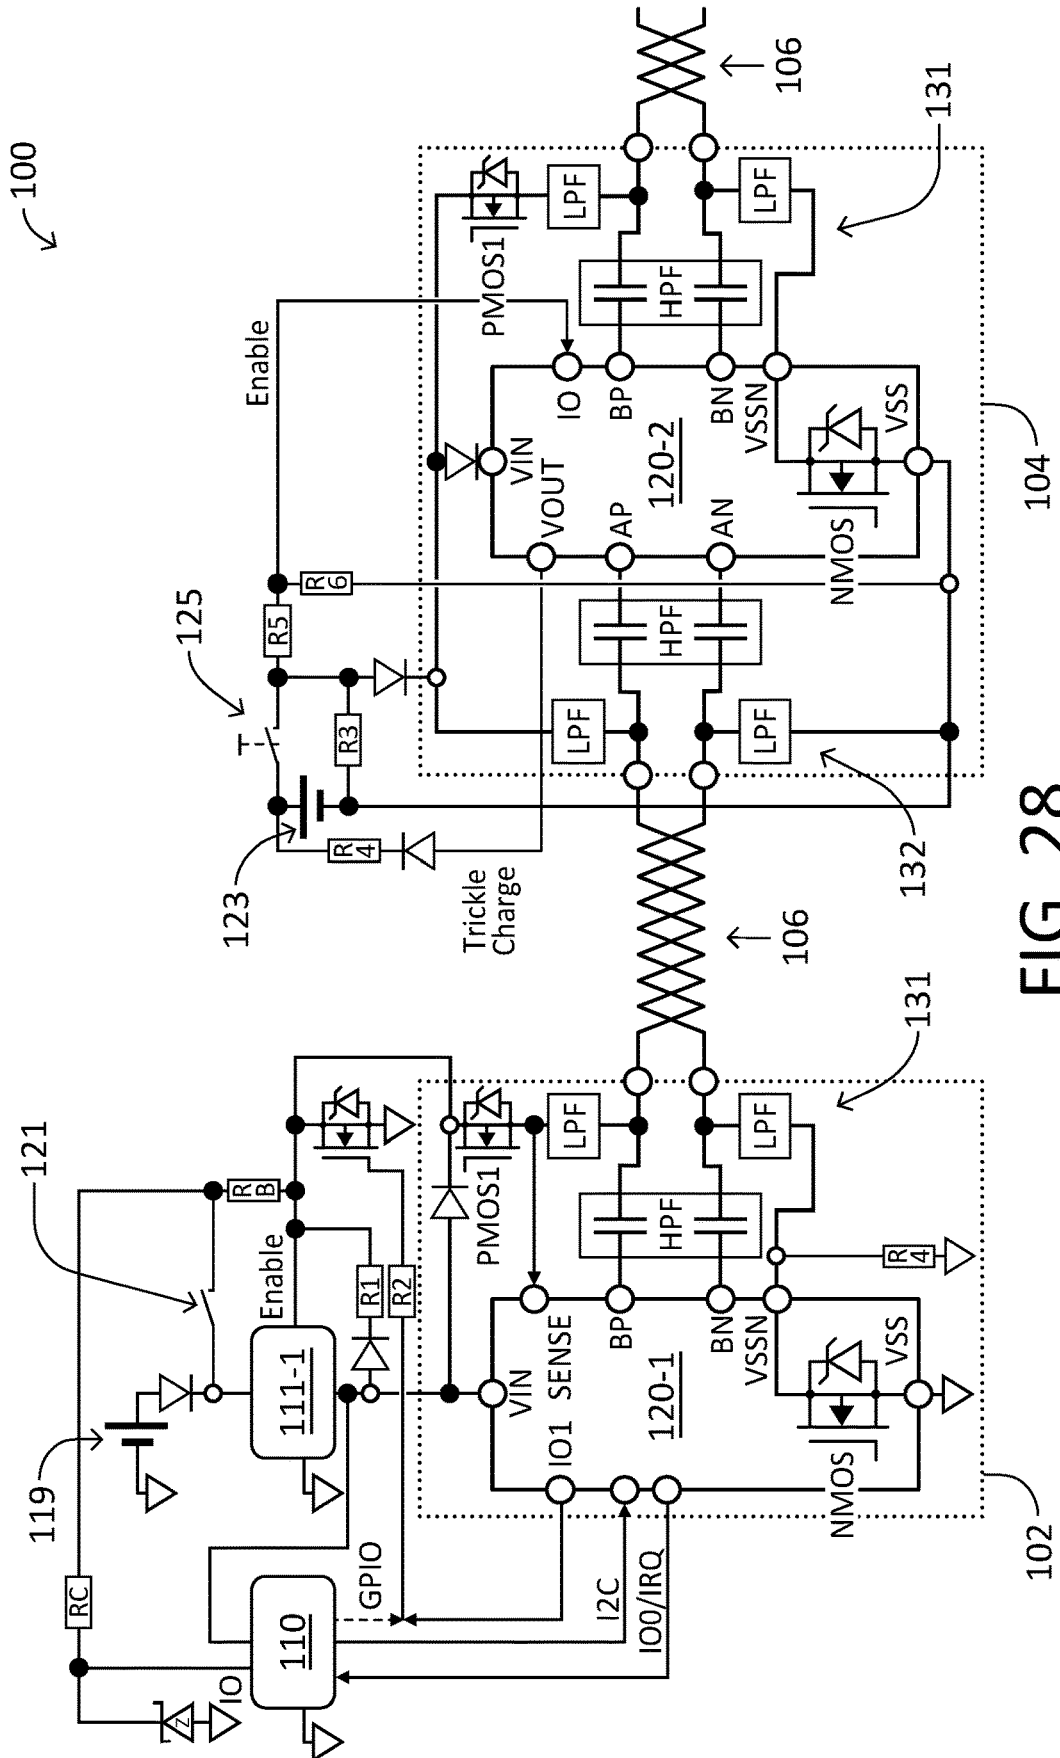 100
119
121
RC
IO
Z
110
GPIO
I2C
IO0/IRQ
111-1
Enable
RB
R1
R2
PMOS1
VIN
IO1
SENSE
120-1
BP
BN
VSSN
VSS
NMOS
HPF
LPF
LPF
R4
131
102
106
123
125
R3
R4
R5
R6
Trickle
Charge
Enable
PMOS1
LPF
LPF
132
HPF
VIN
VOUT
IO
AP
AN
120-2
BP
BN
VSSN
VSS
NMOS
HPF
LPF
LPF
131
104
106
FIG. 28